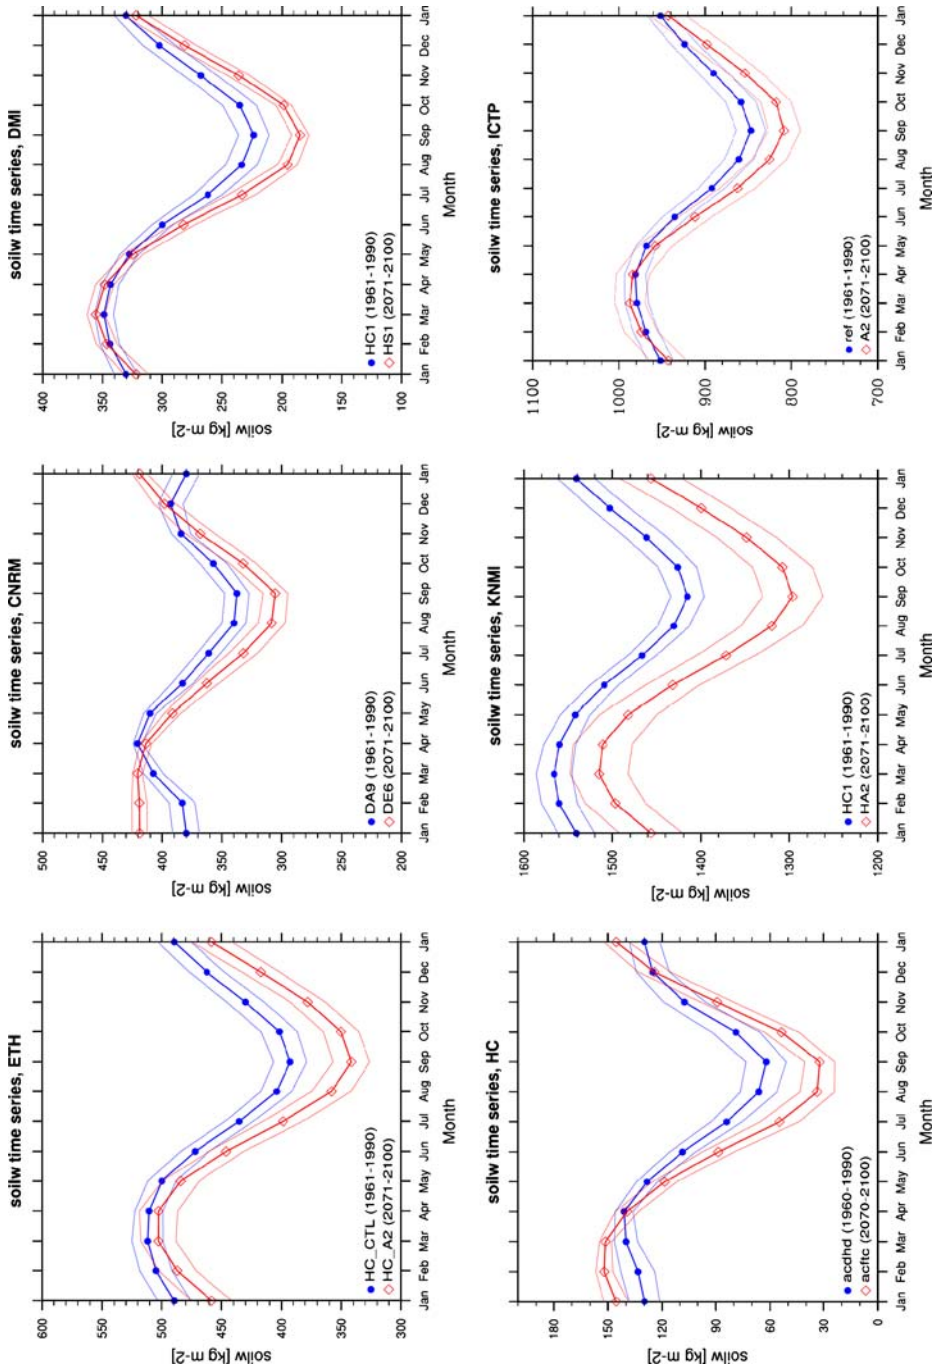 soilw time series, ETH
soilw [kg m-2]
600
500
400
300
HC_CTL (1961-1990)
HC_A2 (2071-2100)
Jan Feb Mar Apr May Jun Jul Aug Sep Oct Nov Dec Jan
Month
soilw time series, CNRM
soilw [kg m-2]
500
450
400
350
300
250
200
DA9 (1961-1990)
DE6 (2071-2100)
Jan Feb Mar Apr May Jun Jul Aug Sep Oct Nov Dec Jan
Month
soilw time series, DMI
soilw [kg m-2]
400
350
300
250
200
150
100
HC1 (1961-1990)
HS1 (2071-2100)
Jan Feb Mar Apr May Jun Jul Aug Sep Oct Nov Dec Jan
Month
soilw time series, HC
soilw [kg m-2]
180
150
120
90
60
30
0
acdhd (1960-1990)
acftc (2070-2100)
Jan Feb Mar Apr May Jun Jul Aug Sep Oct Nov Dec Jan
Month
soilw time series, KNMI
soilw [kg m-2]
1600
1500
1400
1300
1200
HC1 (1961-1990)
HA2 (2071-2100)
Jan Feb Mar Apr May Jun Jul Aug Sep Oct Nov Dec Jan
Month
soilw time series, ICTP
soilw [kg m-2]
1100
1000
900
800
700
ref (1961-1990)
A2 (2071-2100)
Jan Feb Mar Apr May Jun Jul Aug Sep Oct Nov Dec Jan
Month